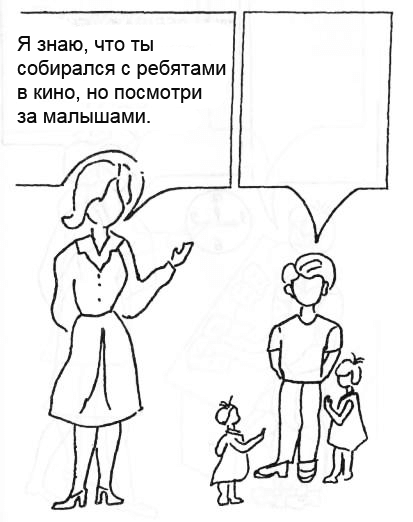 Я знаю, что ты
собирался с ребятами
в кино, но посмотри
за малышами.